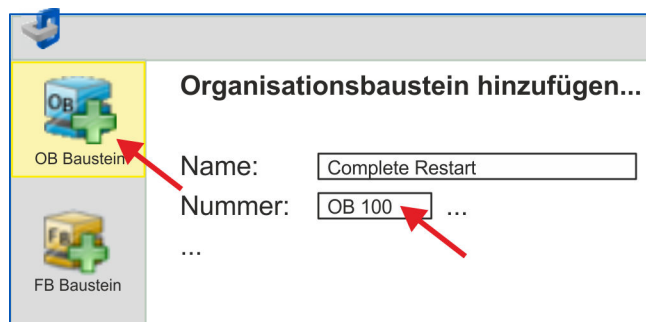 Organisationsbaustein hinzufügen...
OB
OB Baustein
Name: Complete Restart
Nummer: OB 100 ...
...
FB
FB Baustein